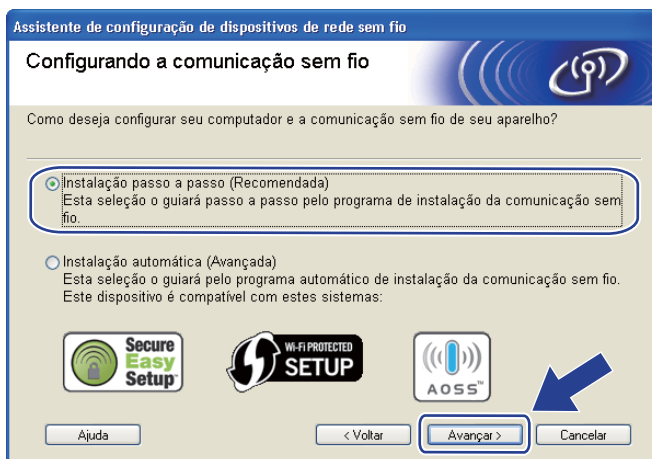 Assistente de configuração de dispositivos de rede sem fio
Configurando a comunicação sem fio
Como deseja configurar seu computador e a comunicação sem fio de seu aparelho?
Instalação passo a passo (Recomendada)
Esta seleção o guiará passo a passo pelo programa de instalação da comunicação sem
fio.
Instalação automática (Avançada)
Esta seleção o guiará pelo programa automático de instalação da comunicação sem fio.
Este dispositivo é compatível com estes sistemas:
Secure
Easy
Setup™
Wi-Fi PROTECTED
SETUP
AOSS™
Ajuda
< Voltar
Avançar >
Cancelar